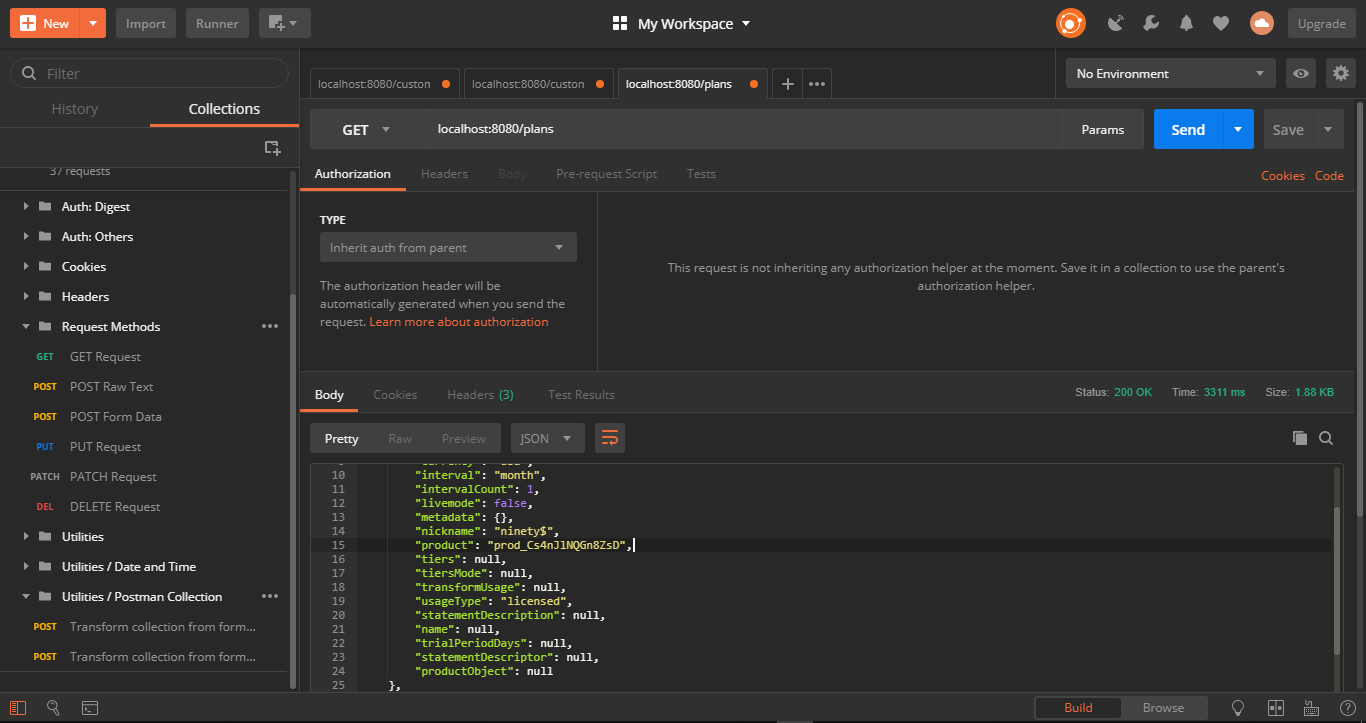 New
Import
Runner
My Workspace
Upgrade
Filter
History
Collections
37 requests
Auth: Digest
Auth: Others
Cookies
Headers
Request Methods
GET GET Request
POST POST Raw Text
POST POST Form Data
PUT PUT Request
PATCH PATCH Request
DEL DELETE Request
Utilities
Utilities / Date and Time
Utilities / Postman Collection
POST Transform collection from form...
POST Transform collection from form...
localhost:8080/custon
localhost:8080/custon
localhost:8080/plans
No Environment
GET
localhost:8080/plans
Params
Send
Save
Authorization
Headers
Body
Pre-request Script
Tests
Cookies
Code
TYPE
Inherit auth from parent
The authorization header will be
automatically generated when you send the
request. Learn more about authorization
This request is not inheriting any authorization helper at the moment. Save it in a collection to use the parent's
authorization helper.
Body
Cookies
Headers (3)
Test Results
Status: 200 OK
Time: 3311 ms
Size: 1.88 KB
Pretty
Raw
Preview
JSON
10 "interval": "month",
11 "intervalCount": 1,
12 "livemode": false,
13 "metadata": {},
14 "nickname": "ninety$",
15 "product": "prod_Cs4nJlNQGn8ZsD",
16 "tiers": null,
17 "tiersMode": null,
18 "transformUsage": null,
19 "usageType": "licensed",
20 "statementDescription": null,
21 "name": null,
22 "trialPeriodDays": null,
23 "statementDescriptor": null,
24 "productObject": null
25 },
Build
Browse